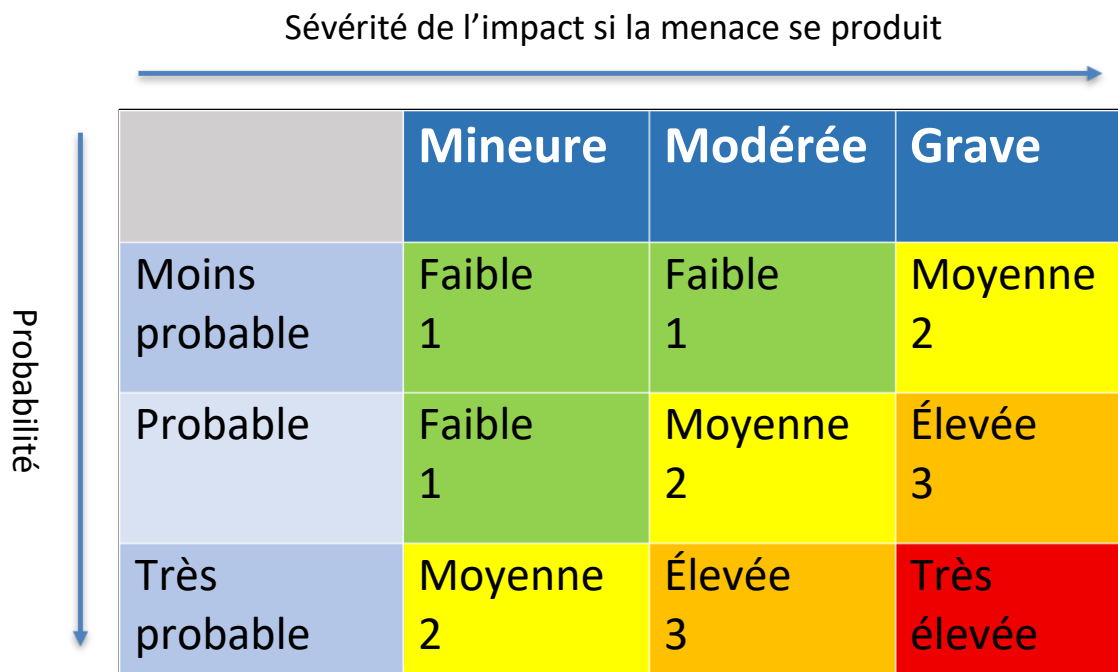 Sévérité de l’impact si la menace se produit
Mineure Modérée Grave
Probabilité
Moins
probable
Faible
1
Faible
1
Moyenne
2
Probable
Faible
1
Moyenne
2
Élevée
3
Très
probable
Moyenne
2
Élevée
3
Très
élevée